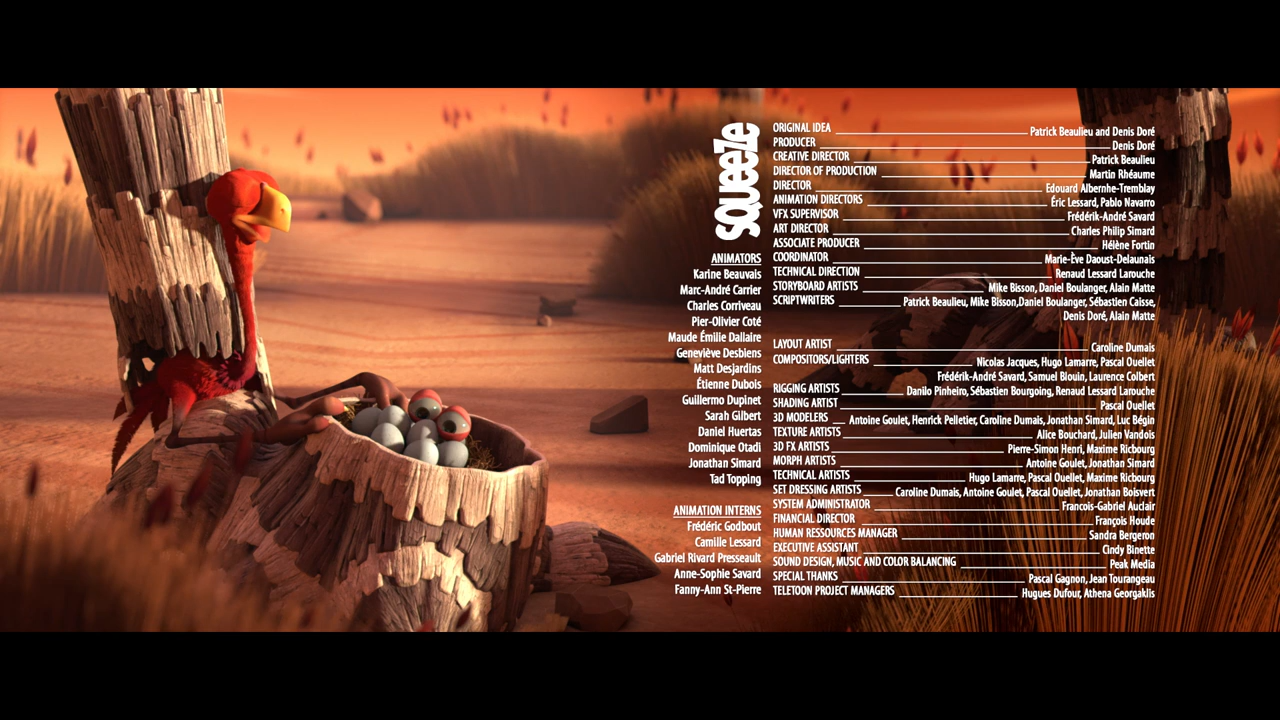 squeeze
ANIMATORS
Karine Beauvais
Marc-André Carrier
Charles Corriveau
Pier-Olivier Coté
Maude Émilie Dallaire
Geneviève Desbiens
Matt Desjardins
Étienne Dubois
Guillermo Dupinet
Sarah Gilbert
Daniel Huertas
Dominique Otadi
Jonathan Simard
Tad Topping
ANIMATION INTERNS
Frédéric Godbout
Camille Lessard
Gabriel Rivard Presseault
Anne-Sophie Savard
Fanny-Ann St-Pierre
ORIGINAL IDEA Patrick Beaulieu and Denis Doré
PRODUCER Denis Doré
CREATIVE DIRECTOR Patrick Beaulieu
DIRECTOR OF PRODUCTION Martin Rhéaume
DIRECTOR Edouard Albernhe-Tremblay
ANIMATION DIRECTORS Éric Lessard, Pablo Navarro
VFX SUPERVISOR Frédérik-André Savard
ART DIRECTOR Charles Philip Simard
ASSOCIATE PRODUCER Hélène Fortin
COORDINATOR Marie-Ève Daoust-Delaunais
TECHNICAL DIRECTION Renaud Lessard Larouche
STORYBOARD ARTISTS Mike Bisson, Daniel Boulanger, Alain Matte
SCRIPTWRITERS Patrick Beaulieu, Mike Bisson,Daniel Boulanger, Sébastien Caisse,
Denis Doré, Alain Matte
LAYOUT ARTIST Caroline Dumais
COMPOSITORS/LIGHTERS Nicolas Jacques, Hugo Lamarre, Pascal Ouellet
Frédérik-André Savard, Samuel Blouin, Laurence Colbert
RIGGING ARTISTS Danilo Pinheiro, Sébastien Bourgoing, Renaud Lessard Larouche
SHADING ARTIST Pascal Ouellet
3D MODELERS Antoine Goulet, Henrick Pelletier, Caroline Dumais, Jonathan Simard, Luc Bégin
TEXTURE ARTISTS Alice Bouchard, Julien Vandois
3D FX ARTISTS Pierre-Simon Henri, Maxime Ricbourg
MORPH ARTISTS Antoine Goulet, Jonathan Simard
TECHNICAL ARTISTS Hugo Lamarre, Pascal Ouellet, Maxime Ricbourg
SET DRESSING ARTISTS Caroline Dumais, Antoine Goulet, Pascal Ouellet, Jonathan Boisvert
SYSTEM ADMINISTRATOR Francois-Gabriel Auclair
FINANCIAL DIRECTOR François Houde
HUMAN RESSOURCES MANAGER Sandra Bergeron
EXECUTIVE ASSISTANT Cindy Binette
SOUND DESIGN, MUSIC AND COLOR BALANCING Peak Media
SPECIAL THANKS Pascal Gagnon, Jean Tourangeau
TELETOON PROJECT MANAGERS Hugues Dufour, Athena Georgaklis